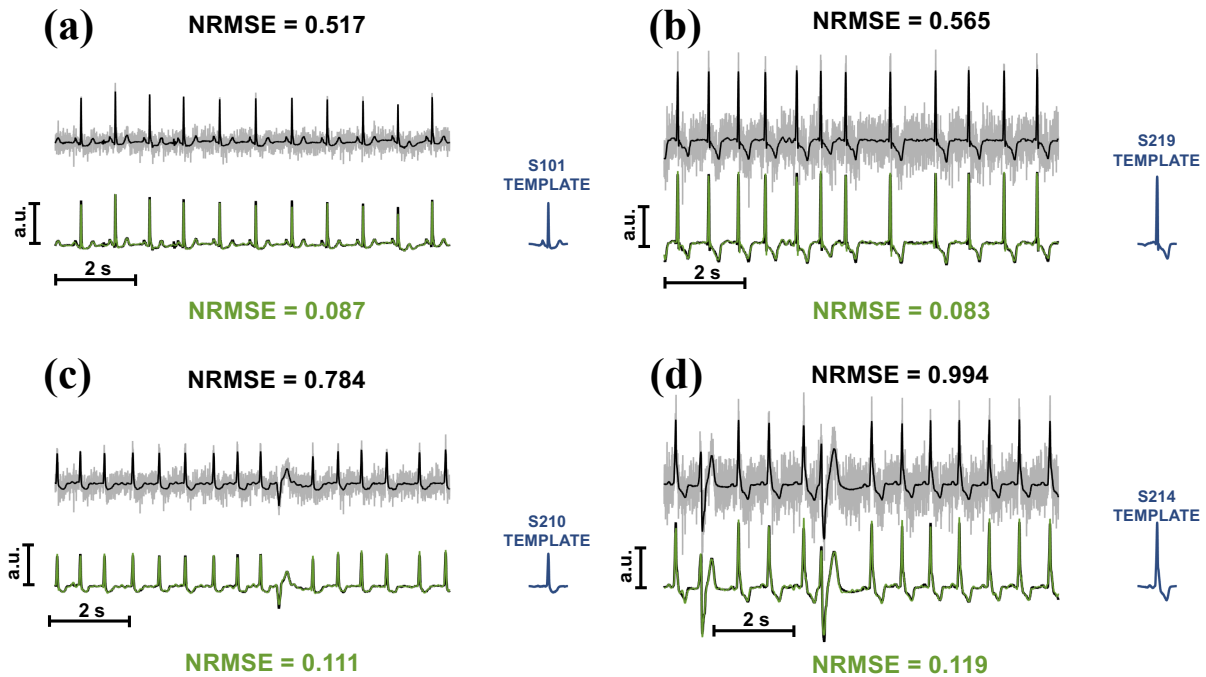 (a)
NRMSE = 0.517
S101
TEMPLATE
a.u.
2 s
NRMSE = 0.087
(b)
NRMSE = 0.565
S219
TEMPLATE
a.u.
2 s
NRMSE = 0.083
(c)
NRMSE = 0.784
S210
TEMPLATE
a.u.
2 s
NRMSE = 0.111
(d)
NRMSE = 0.994
S214
TEMPLATE
a.u.
2 s
NRMSE = 0.119